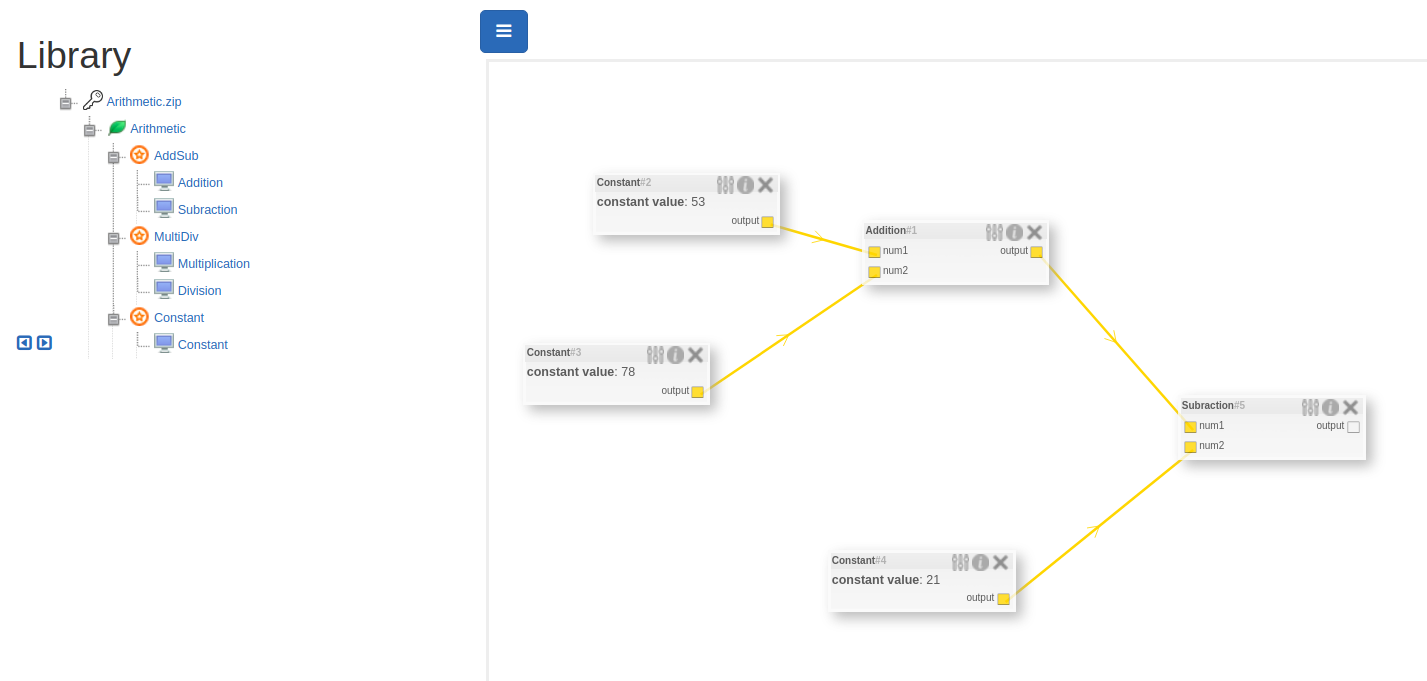 Library
Arithmetic.zip
Arithmetic
AddSub
Addition
Subraction
MultiDiv
Multiplication
Division
Constant
Constant
Constant#2
constant value: 53
output
Addition#1
num1 output
num2
Constant#3
constant value: 78
output
Subraction#5
num1 output
num2
Constant#4
constant value: 21
output